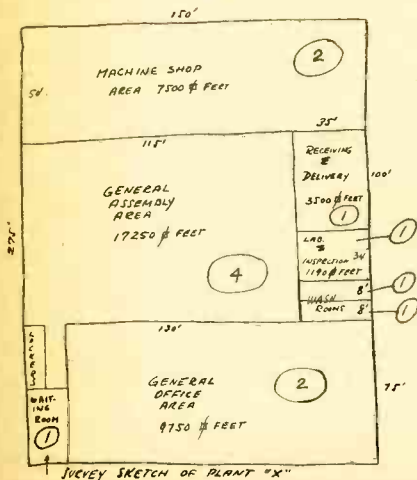 150'
2
MACHINE SHOP
AREA 7500 ⌀ FEET
50'
35'
115'
RECEIVING
&
DELIVERY
100'
3500 ⌀ FEET
1
GENERAL
ASSEMBLY
AREA
17250 ⌀ FEET
275'
LAB.
&
INSPECTION 34'
1190 ⌀ FEET
1
4
8'
1
WASH
ROOMS 8'
1
130'
CORRIDOR
GENERAL
OFFICE
AREA
9750 ⌀ FEET
2
75'
WAIT-
ING
ROOM
1
SURVEY SKETCH OF PLANT "X"